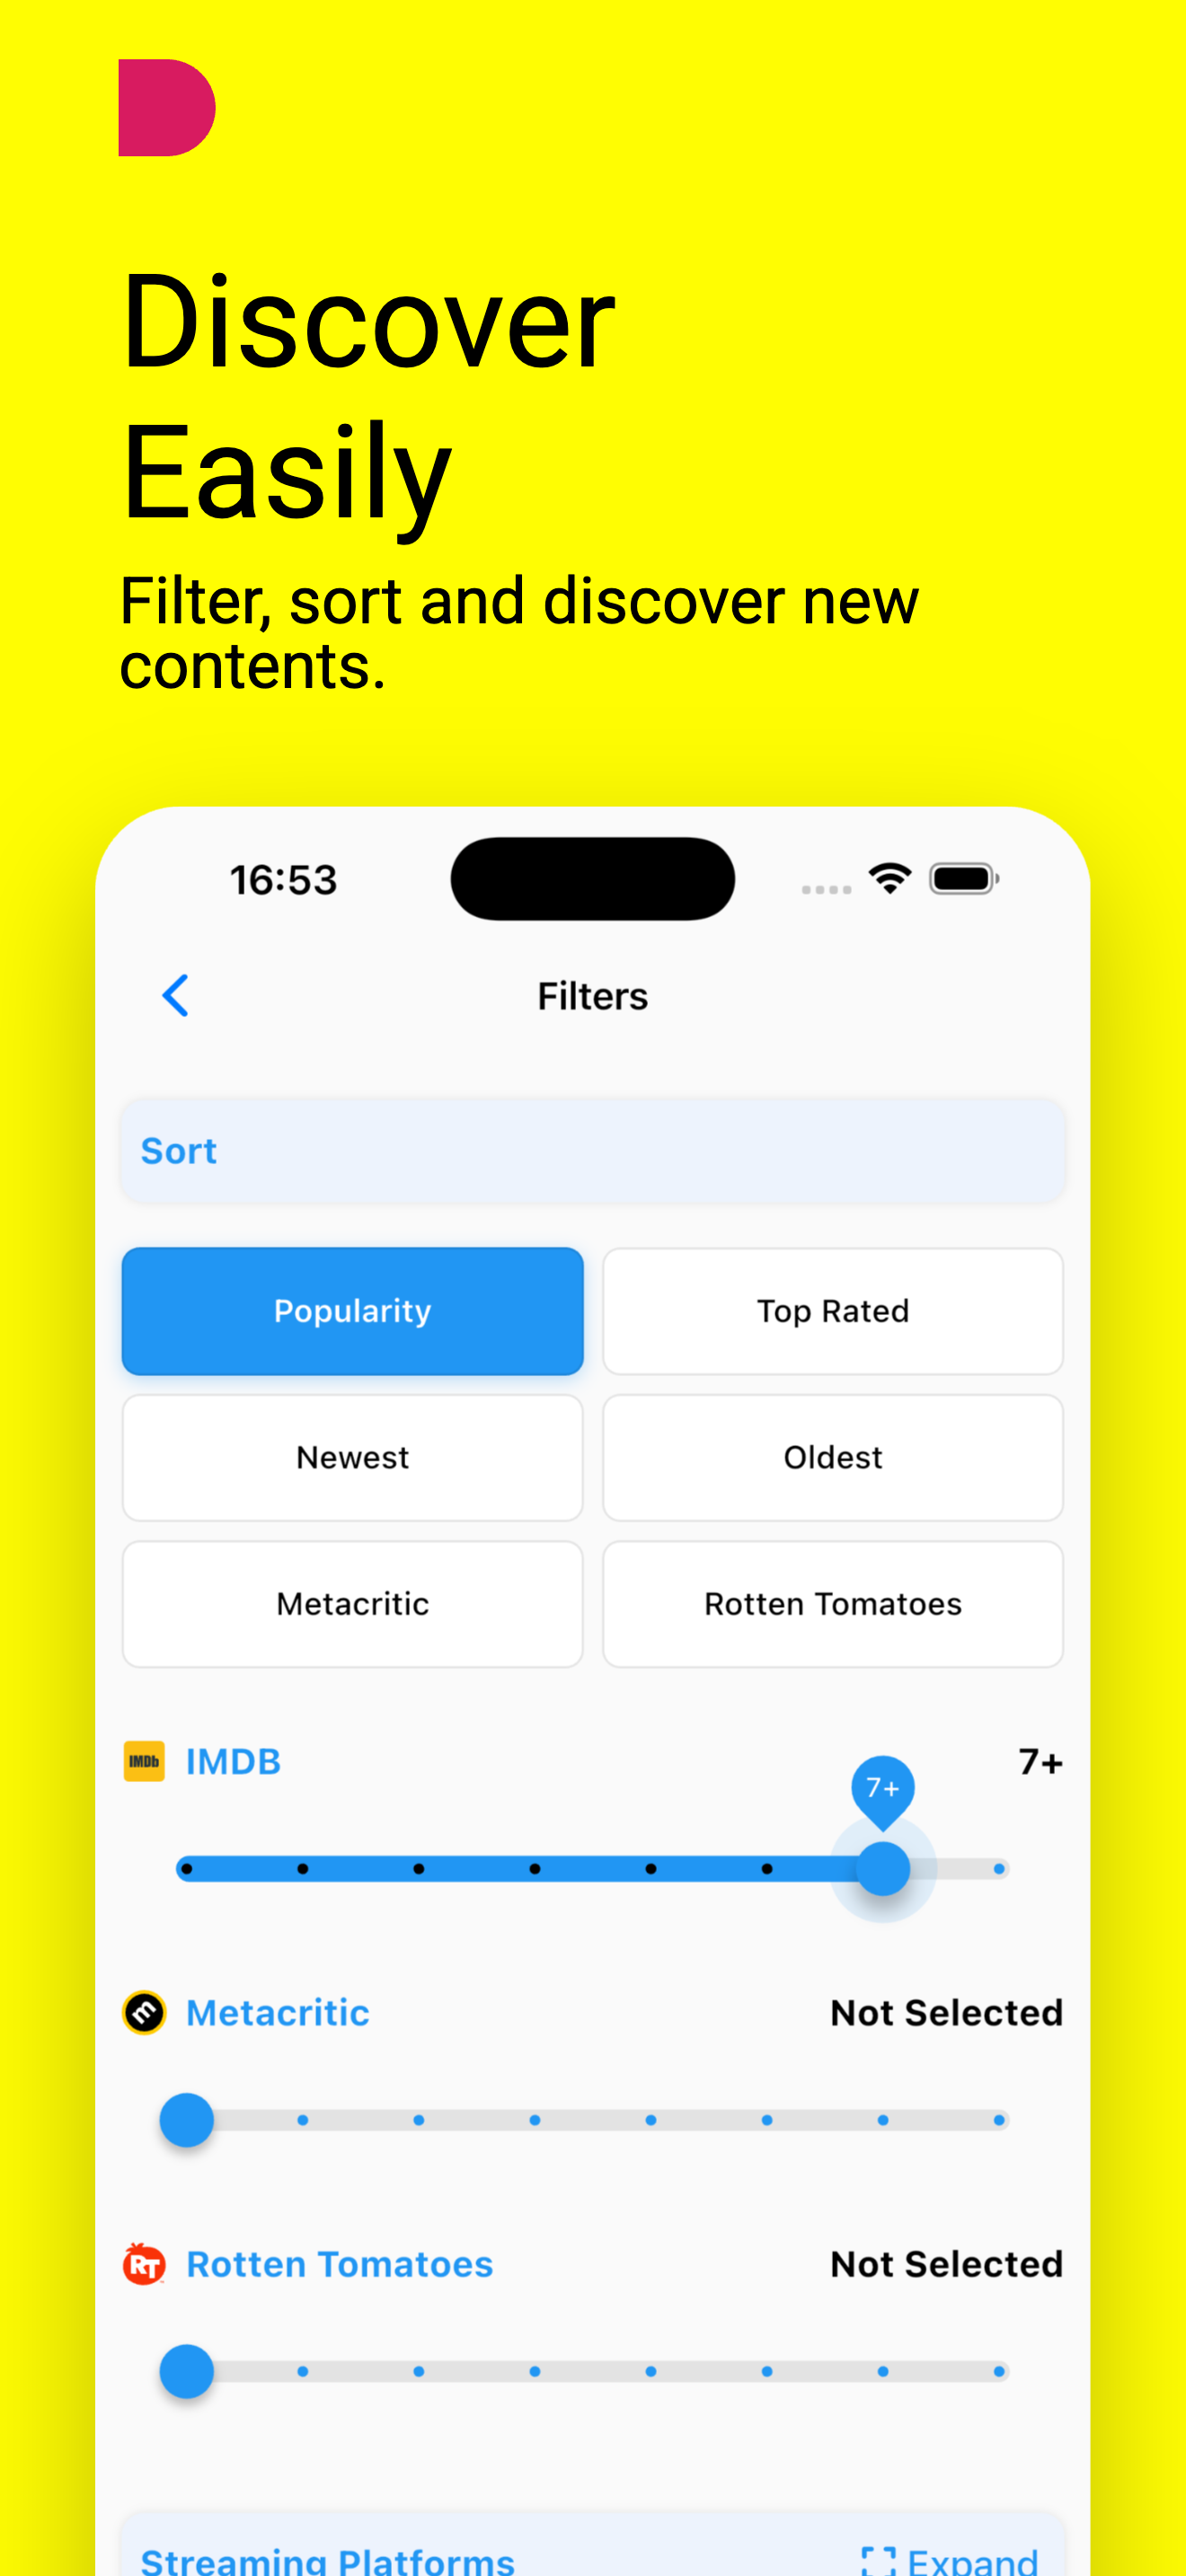 Discover
Easily
Filter, sort and discover new
contents.
16:53
Filters
Sort
Popularity
Top Rated
Newest
Oldest
Metacritic
Rotten Tomatoes
IMDb IMDB 7+
7+
m Metacritic Not Selected
RT Rotten Tomatoes Not Selected
Streaming Platforms Expand